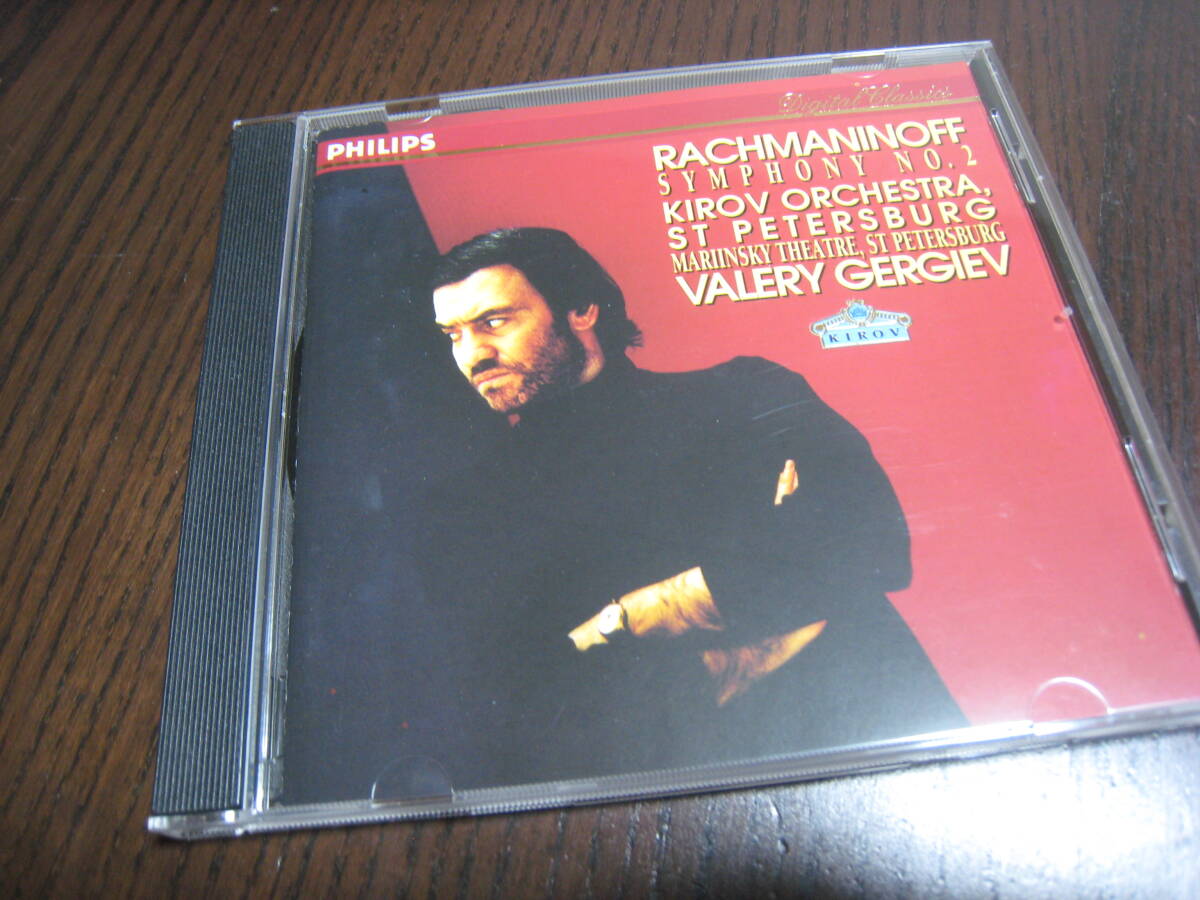 Digital Classics
PHILIPS
RACHMANINOFF
SYMPHONY NO. 2
KIROV ORCHESTRA,
ST PETERSBURG
MARIINSKY THEATRE, ST PETERSBURG
VALERY GERGIEV
KIROV